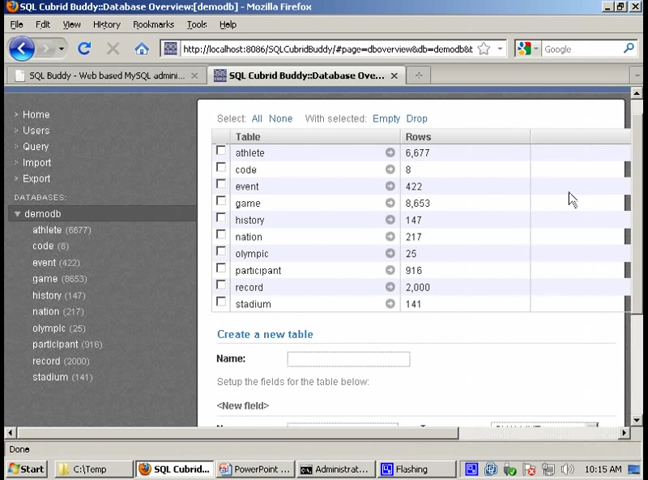 SQL Cubrid Buddy::Database Overview:[demodb] - Mozilla Firefox
File Edit View History Bookmarks Tools Help
http://localhost:8086/SQLCubridBuddy/#page=dboverview&db=demodb&t
Google
SQL Buddy - Web based MySQL admini...
SQL Cubrid Buddy::Database Ove...
Home
Users
Query
Import
Export
DATABASES:
demodb
athlete (6677)
code (8)
event (422)
game (8653)
history (147)
nation (217)
olympic (25)
participant (916)
record (2000)
stadium (141)
Select: All None With selected: Empty Drop
Table Rows
athlete 6,677
code 8
event 422
game 8,653
history 147
nation 217
olympic 25
participant 916
record 2,000
stadium 141
Create a new table
Name:
Setup the fields for the table below:
<New field>
Done
Start C:\Temp SQL Cubrid... PowerPoint ... Administrat... Flashing 10:15 AM